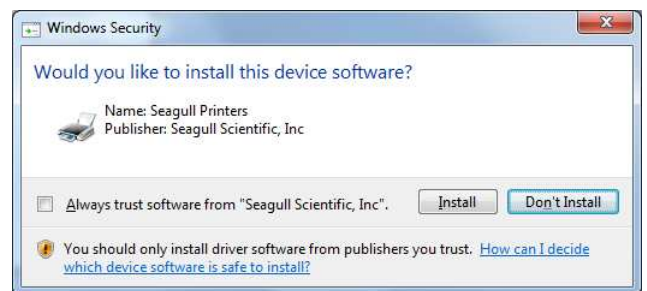 Windows Security
Would you like to install this device software?
Name: Seagull Printers
Publisher: Seagull Scientific, Inc
Always trust software from "Seagull Scientific, Inc".
Install
Don't Install
You should only install driver software from publishers you trust. How can I decide
which device software is safe to install?